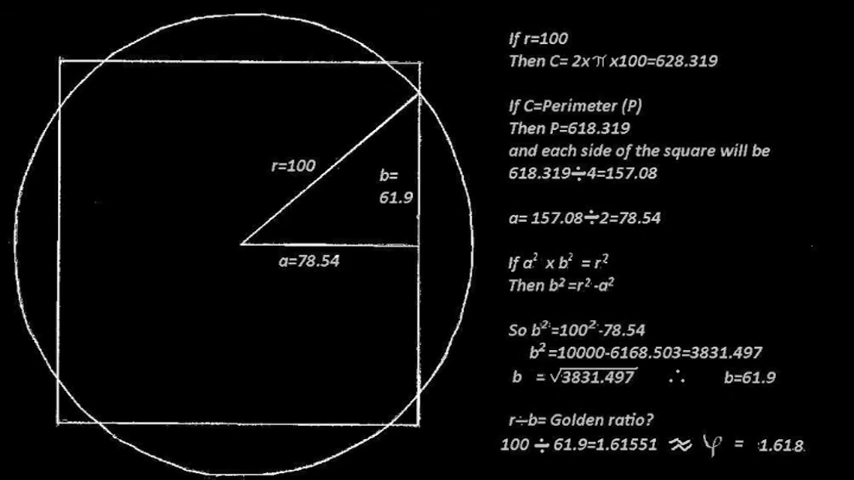 r=100
b=
61.9
a=78.54
If r=100
Then C= 2x π x100=628.319
If C=Perimeter (P)
Then P=618.319
and each side of the square will be
618.319÷4=157.08
a= 157.08÷2=78.54
If a² x b² = r²
Then b²=r²-a²
So b²=100²-78.54
b²=10000-6168.503=3831.497
b =√3831.497 ∴ b=61.9
r÷b= Golden ratio?
100 ÷ 61.9=1.61551 ≈ φ = 1.618